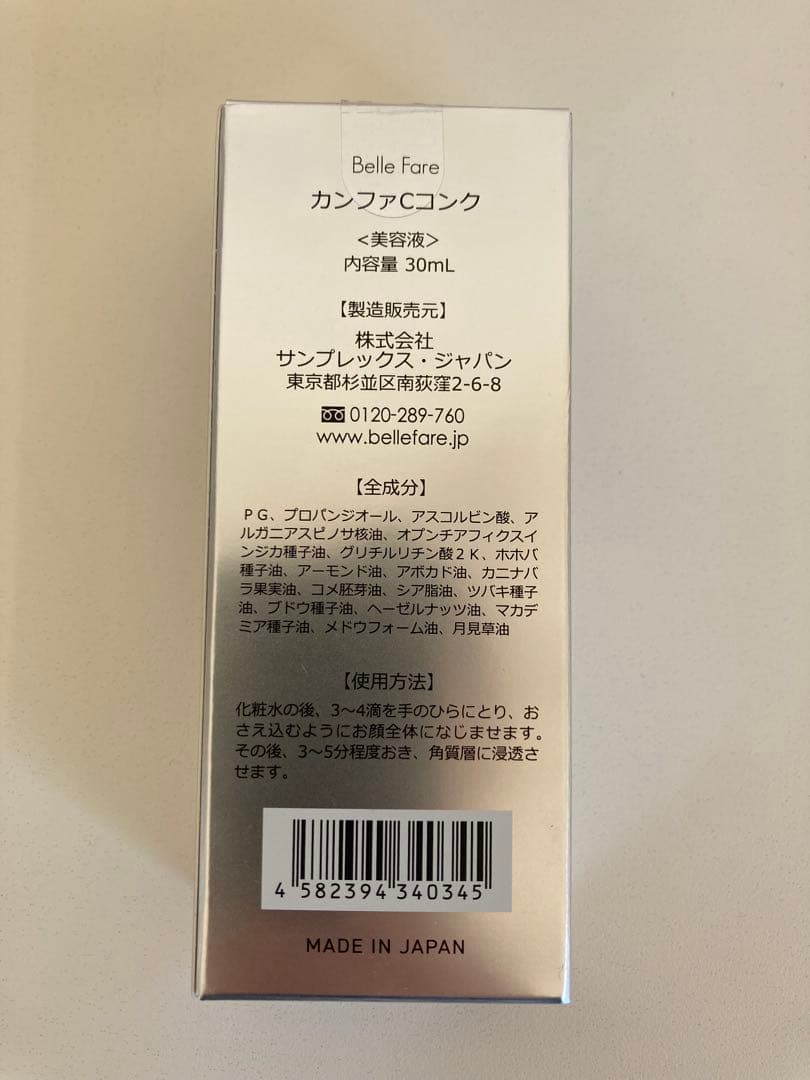 Belle Fare
カンファCコンク
<美容液>
内容量 30mL
【製造販売元】
株式会社
サンプレックス・ジャパン
東京都杉並区南荻窪2-6-8
0120-289-760
www.bellefare.jp
【全成分】
PG、プロパンジオール、アスコルビン酸、ア
ルガニアスピノサ核油、オプンチアフィクスイ
ンジカ種子油、グリチルリチン酸2K、ホホバ
種子油、アーモンド油、アボカド油、カニナバ
ラ果実油、コメ胚芽油、シア脂油、ツバキ種子
油、ブドウ種子油、ヘーゼルナッツ油、マカデ
ミア種子油、メドウフォーム油、月見草油
【使用方法】
化粧水の後、3〜4滴を手のひらにとり、お
さえ込むようにお顔全体になじませます。
その後、3〜5分程度おき、角質層に浸透さ
せます。
4 582394 340345
MADE IN JAPAN